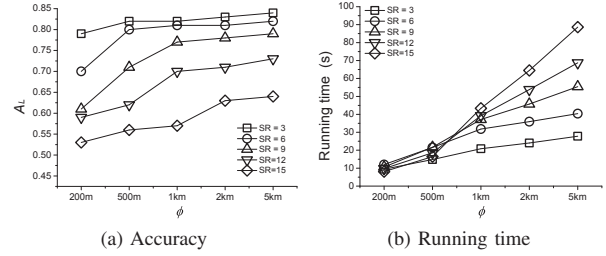 0.85
0.80
0.75
0.70
0.65
0.60
0.55
0.50
0.45
A_L
SR = 3
SR = 6
SR = 9
SR=12
SR=15
200m 500m 1km 2km 5km
ϕ
(a) Accuracy
100
90
80
70
60
50
40
30
20
10
0
Running time (s)
SR = 3
SR = 6
SR = 9
SR=12
SR=15
200m 500m 1km 2km 5km
ϕ
(b) Running time